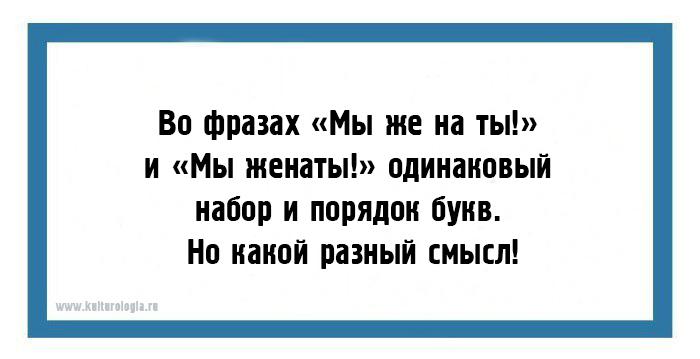 Во фразах «Мы же на ты!»
и «Мы женаты!» одинаковый
набор и порядок букв.
Но какой разный смысл!
www.kulturologia.ru